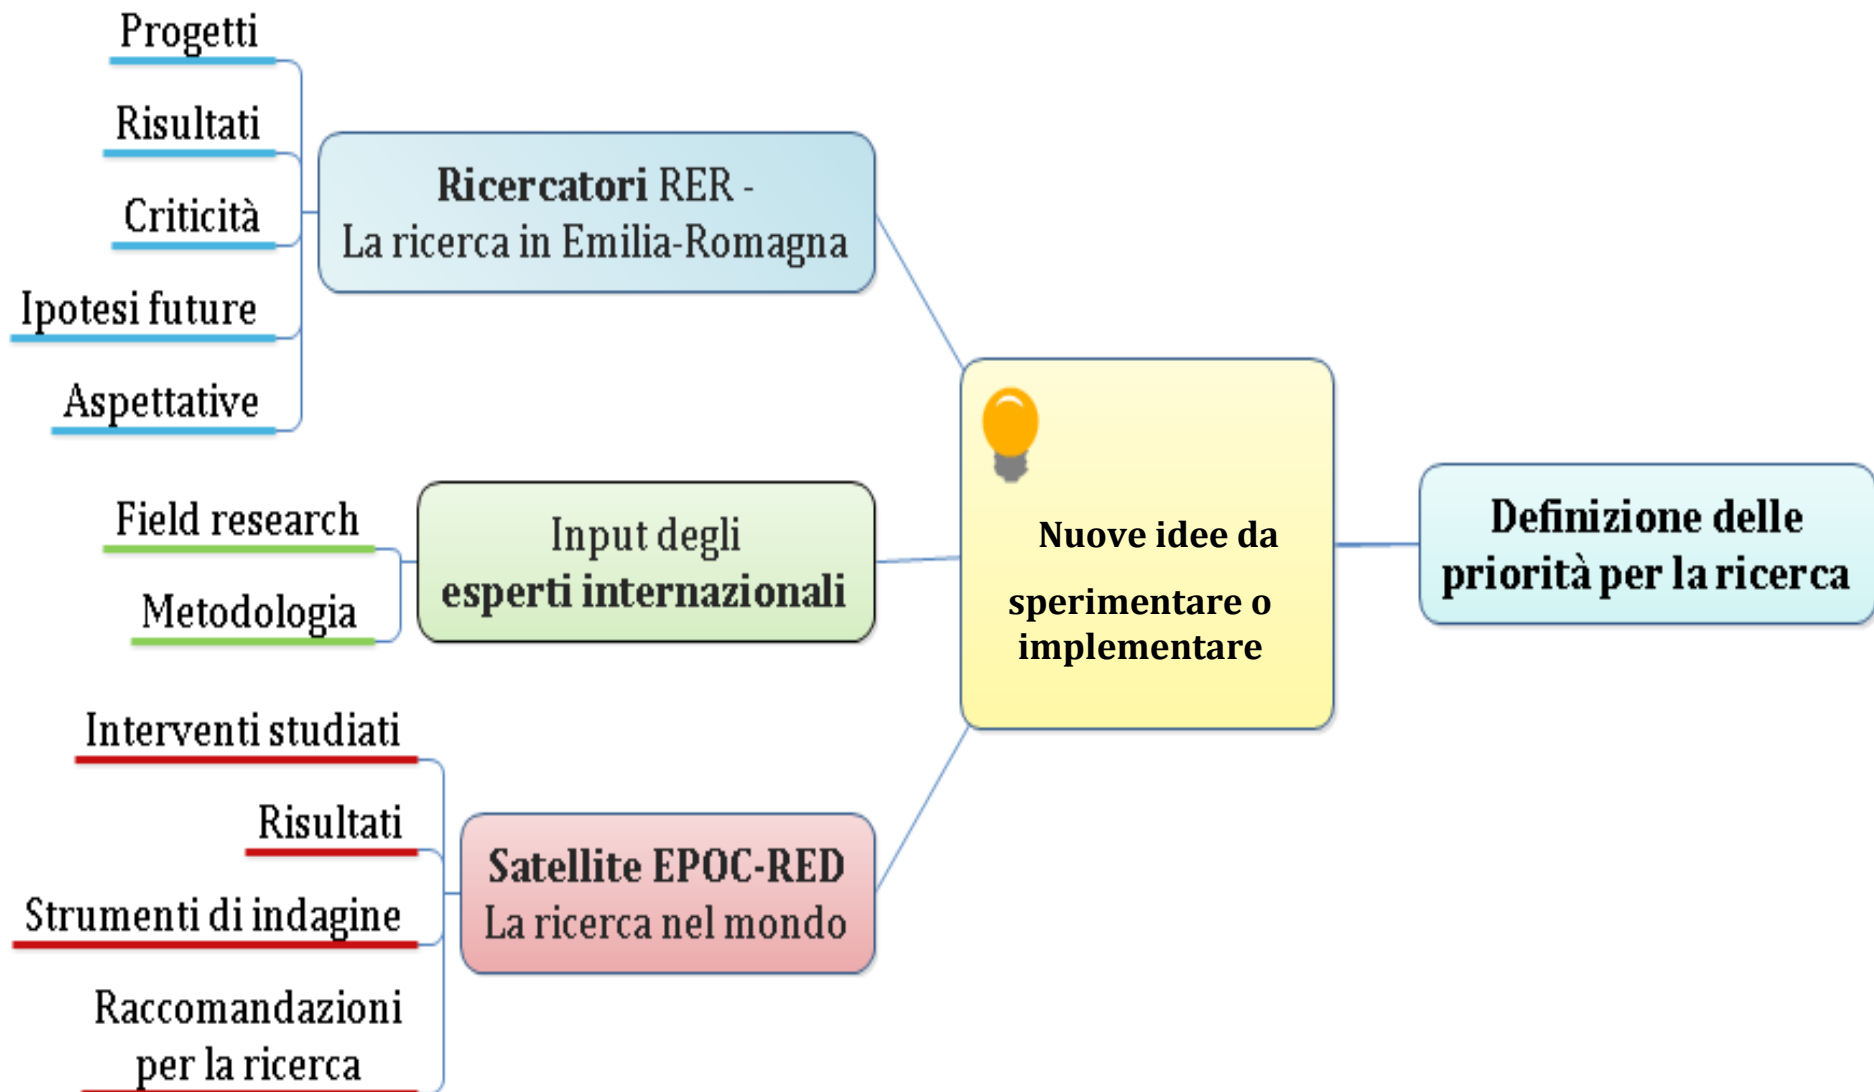 Progetti
Risultati
Criticità
Ipotesi future
Aspettative
Ricercatori RER -
La ricerca in Emilia-Romagna
Field research
Metodologia
Input degli
esperti internazionali
Interventi studiati
Risultati
Strumenti di indagine
Raccomandazioni
per la ricerca
Satellite EPOC-RED
La ricerca nel mondo
Nuove idee da
sperimentare o
implementare
Definizione delle
priorità per la ricerca